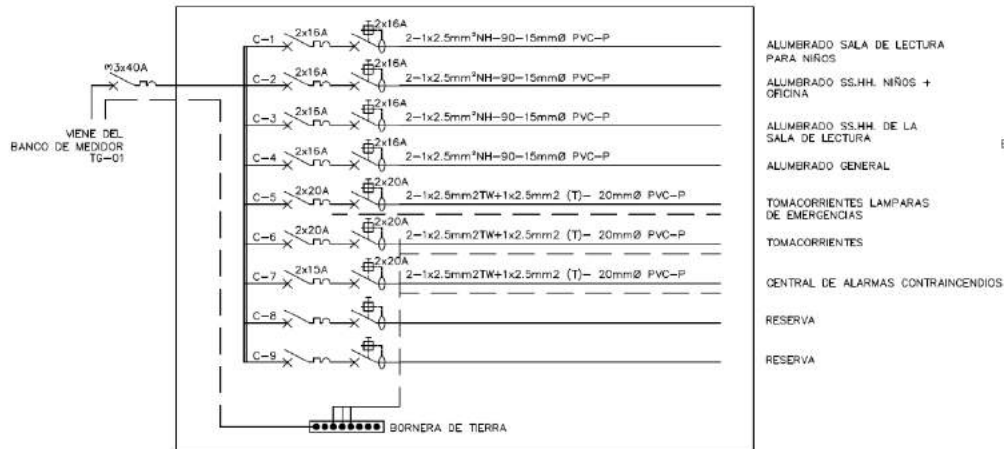 2x16A
2x16A
C-1
2-1x2.5mm²NH-90-15mmØ PVC-P
ALUMBRADO SALA DE LECTURA
PARA NIÑOS
(*)3x40A
2x16A
2x16A
C-2
2-1x2.5mm²NH-90-15mmØ PVC-P
ALUMBRADO SS.HH. NIÑOS +
OFICINA
VIENE DEL
BANCO DE MEDIDOR
TG-01
2x16A
2x16A
C-3
2-1x2.5mm²NH-90-15mmØ PVC-P
ALUMBRADO SS.HH. DE LA
SALA DE LECTURA
2x16A
2x16A
C-4
2-1x2.5mm²NH-90-15mmØ PVC-P
ALUMBRADO GENERAL
2x20A
2x20A
C-5
2-1x2.5mm2TW+1x2.5mm2 (T)- 20mmØ PVC-P
TOMACORRIENTES LAMPARAS
DE EMERGENCIAS
2x20A
2x20A
C-6
2-1x2.5mm2TW+1x2.5mm2 (T)- 20mmØ PVC-P
TOMACORRIENTES
2x15A
2x20A
C-7
2-1x2.5mm2TW+1x2.5mm2 (T)- 20mmØ PVC-P
CENTRAL DE ALARMAS CONTRAINCENDIOS
C-8
RESERVA
C-9
RESERVA
BORNERA DE TIERRA